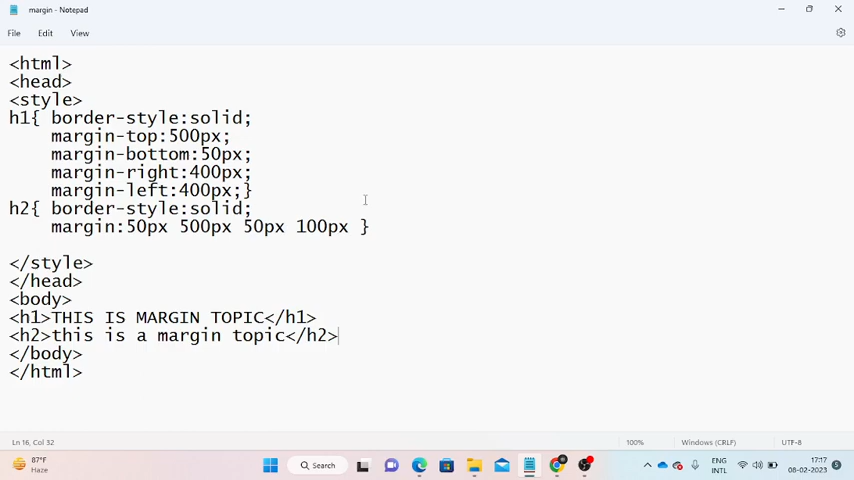 margin - Notepad
File Edit View
<html>
<head>
<style>
h1{ border-style:solid;
margin-top:500px;
margin-bottom:50px;
margin-right:400px;
margin-left:400px;}
h2{ border-style:solid;
margin:50px 500px 50px 100px }
</style>
</head>
<body>
<h1>THIS IS MARGIN TOPIC</h1>
<h2>this is a margin topic</h2>
</body>
</html>
Ln 16, Col 32
100%
Windows (CRLF)
UTF-8
87°F
Haze
Search
ENG
INTL
17:17
08-02-2023